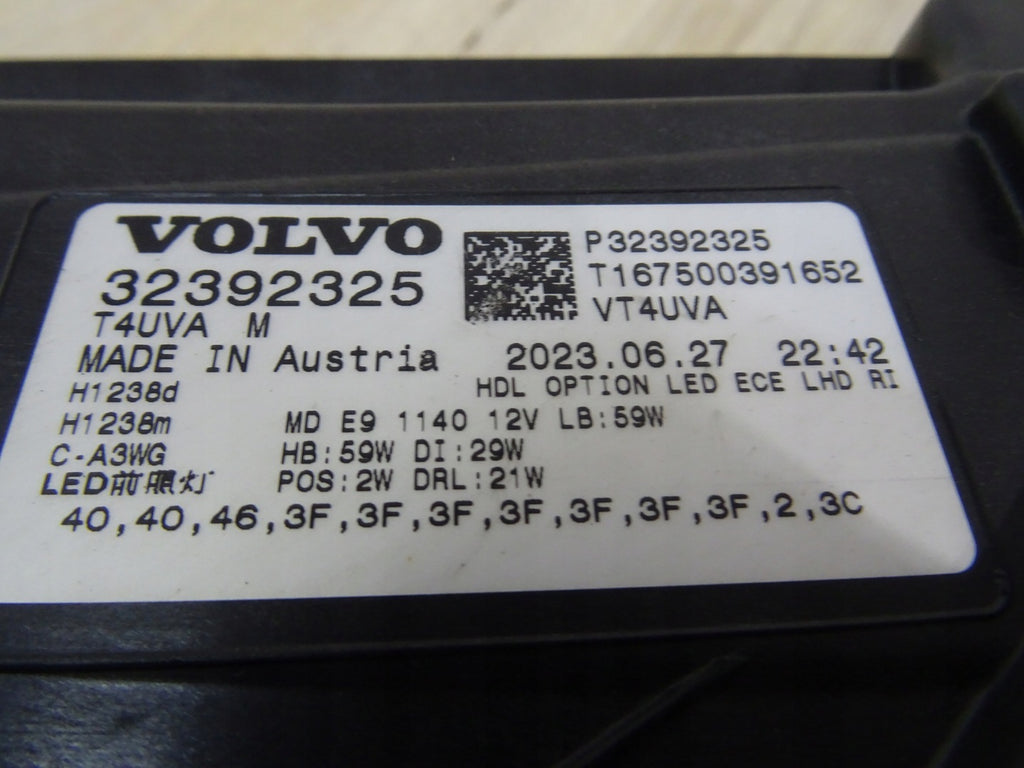 VOLVO
32392325
T4UVA M
P32392325
T167500391652
VT4UVA
MADE IN Austria 2023.06.27 22:42
H1238d HDL OPTION LED ECE LHD RI
H1238m MD E9 1140 12V LB:59W
C-A3WG HB:59W DI:29W
LED前照灯 POS:2W DRL:21W
40,40,46,3F,3F,3F,3F,3F,3F,3F,2,3C